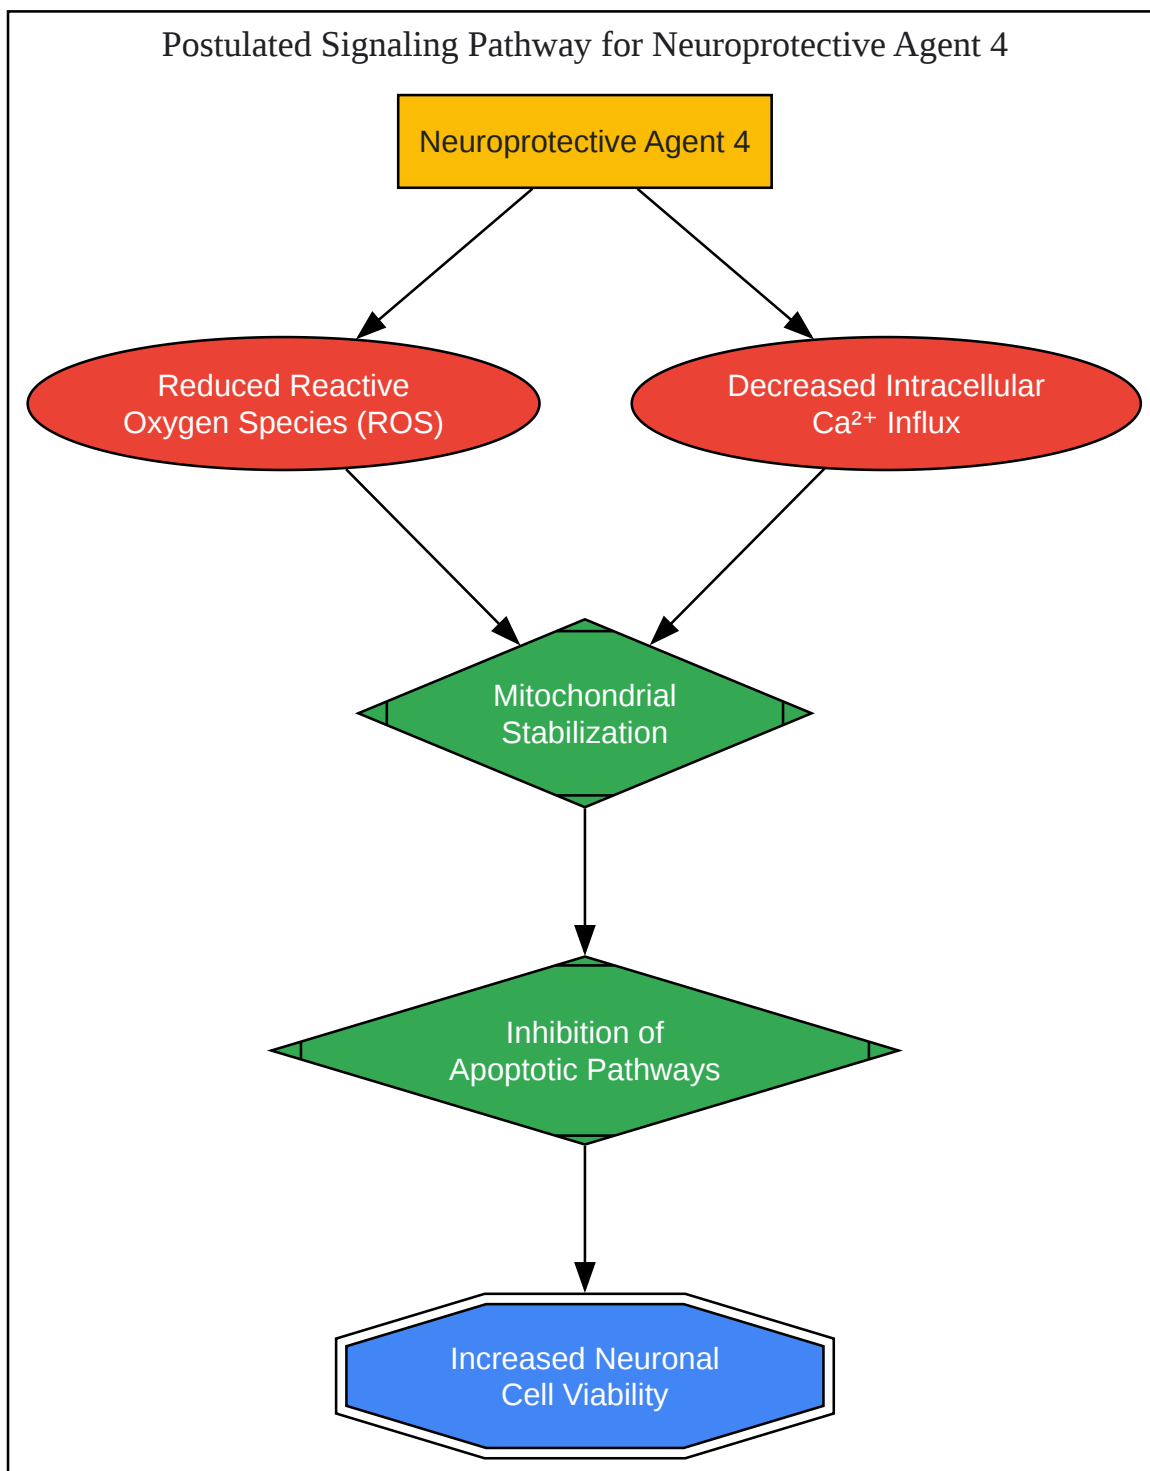 Postulated Signaling Pathway for Neuroprotective Agent 4
Neuroprotective Agent 4
Reduced Reactive
Oxygen Species (ROS)
Decreased Intracellular
Ca²⁺ Influx
Mitochondrial
Stabilization
Inhibition of
Apoptotic Pathways
Increased Neuronal
Cell Viability